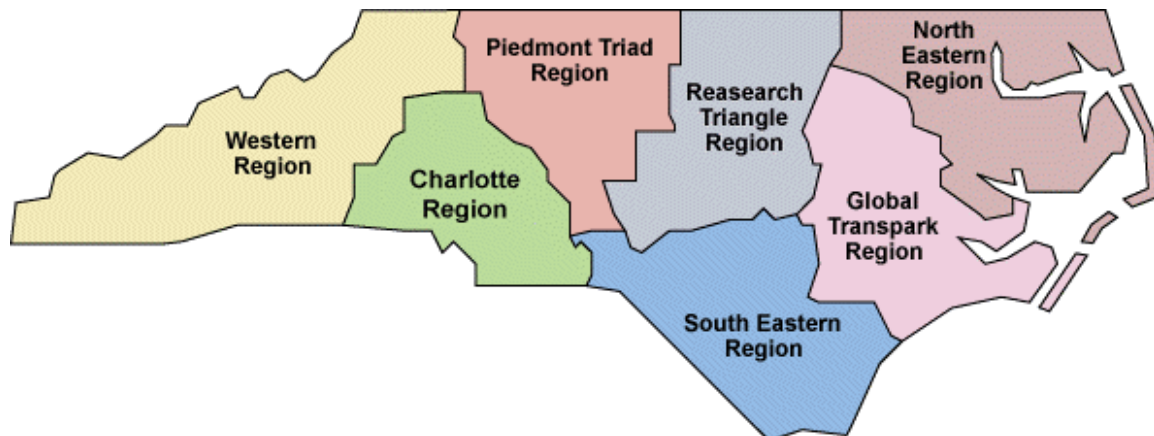 Western
Region
Piedmont Triad
Region
Charlotte
Region
Reasearch
Triangle
Region
North
Eastern
Region
Global
Transpark
Region
South Eastern
Region